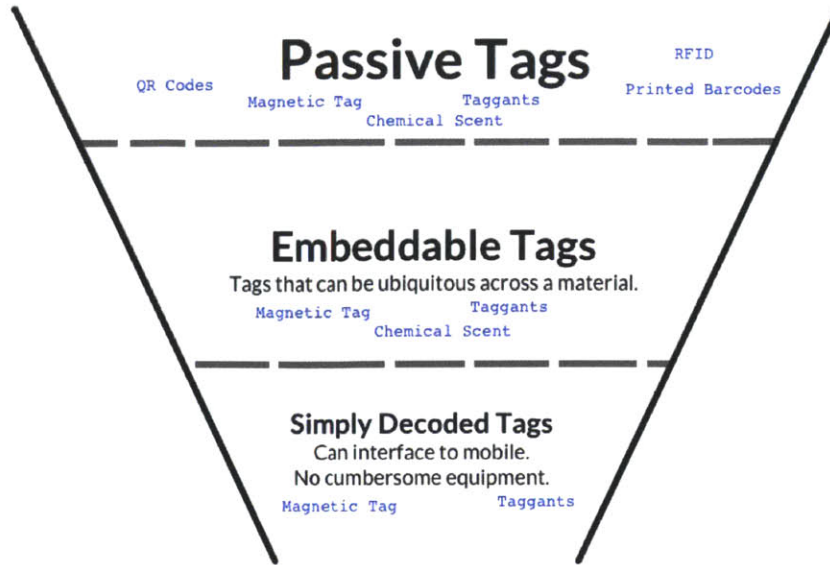 Passive Tags
RFID
QR Codes
Printed Barcodes
Magnetic Tag
Taggants
Chemical Scent
Embeddable Tags
Tags that can be ubiquitous across a material.
Magnetic Tag
Taggants
Chemical Scent
Simply Decoded Tags
Can interface to mobile.
No cumbersome equipment.
Magnetic Tag
Taggants